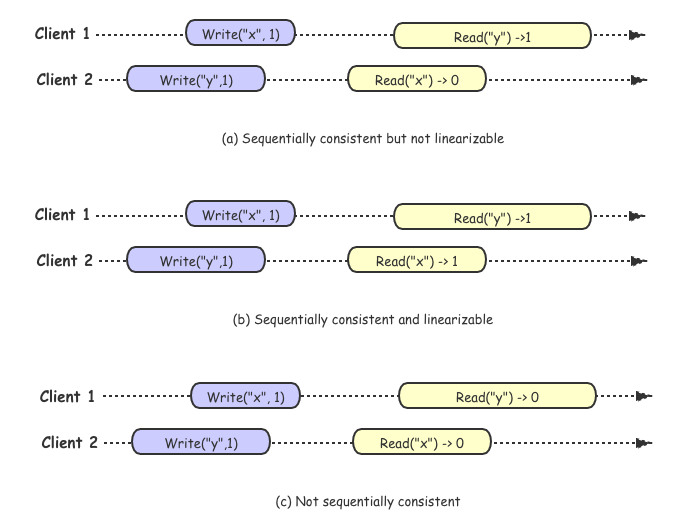 Client 1 Write("x", 1) Read("y") ->1
Client 2 Write("y",1) Read("x") -> 0
(a) Sequentially consistent but not linearizable
Client 1 Write("x", 1) Read("y") ->1
Client 2 Write("y",1) Read("x") -> 1
(b) Sequentially consistent and linearizable
Client 1 Write("x", 1) Read("y") -> 0
Client 2 Write("y",1) Read("x") -> 0
(c) Not sequentially consistent